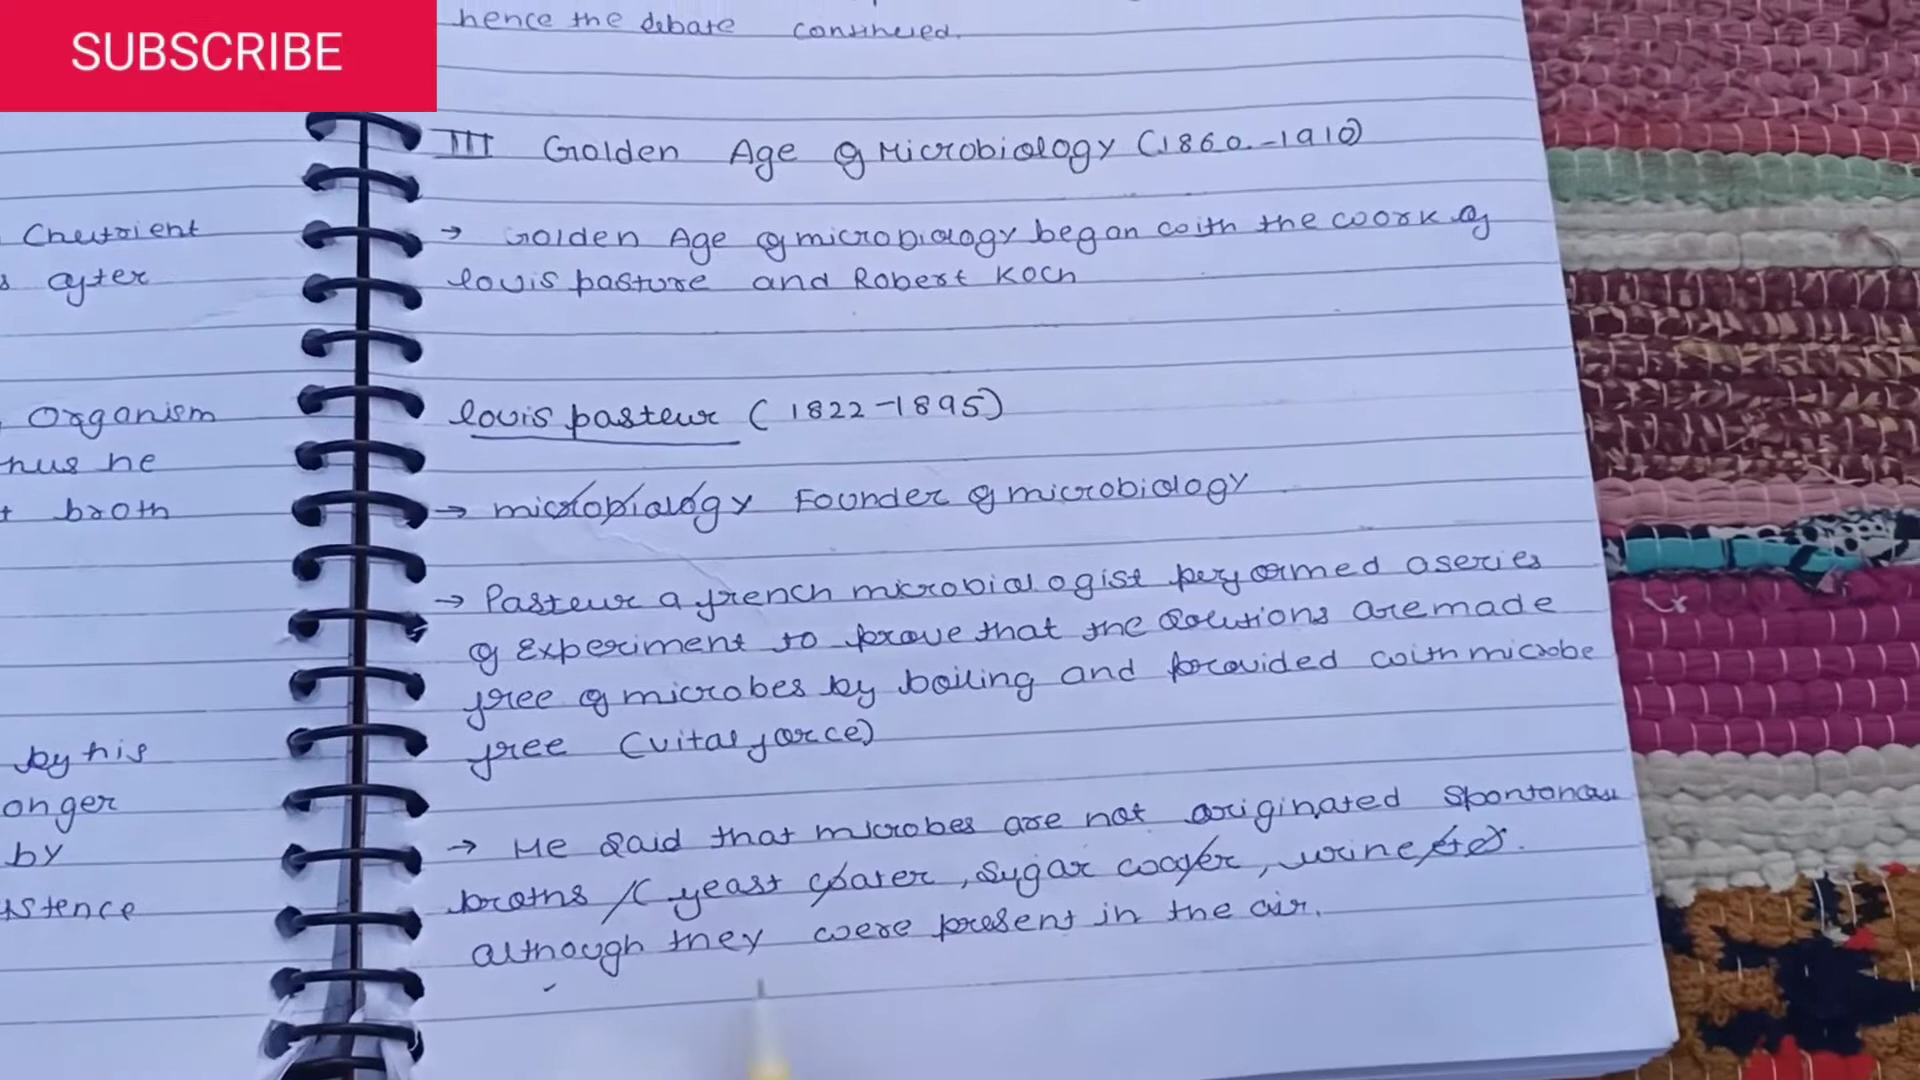 SUBSCRIBE
hence the debate continued.
III Golden Age of Microbiology (1860-1910)
→ Golden Age of microbiology began with the work of
louis pasture and Robert Koch
louis pasteur (1822-1895)
→ microbiology Founder of microbiology
→ Pasteur a french microbiologist performed a series
of experiment to prove that the solutions are made
free of microbes by boiling and provided with microbe
free (vital force)
→ He said that microbes are not originated
broths / ( yeast water, sugar water, urine etc).
although they were present in the air.
nutrient
after
Organism
thus he
broth
by his
onger
by
istence